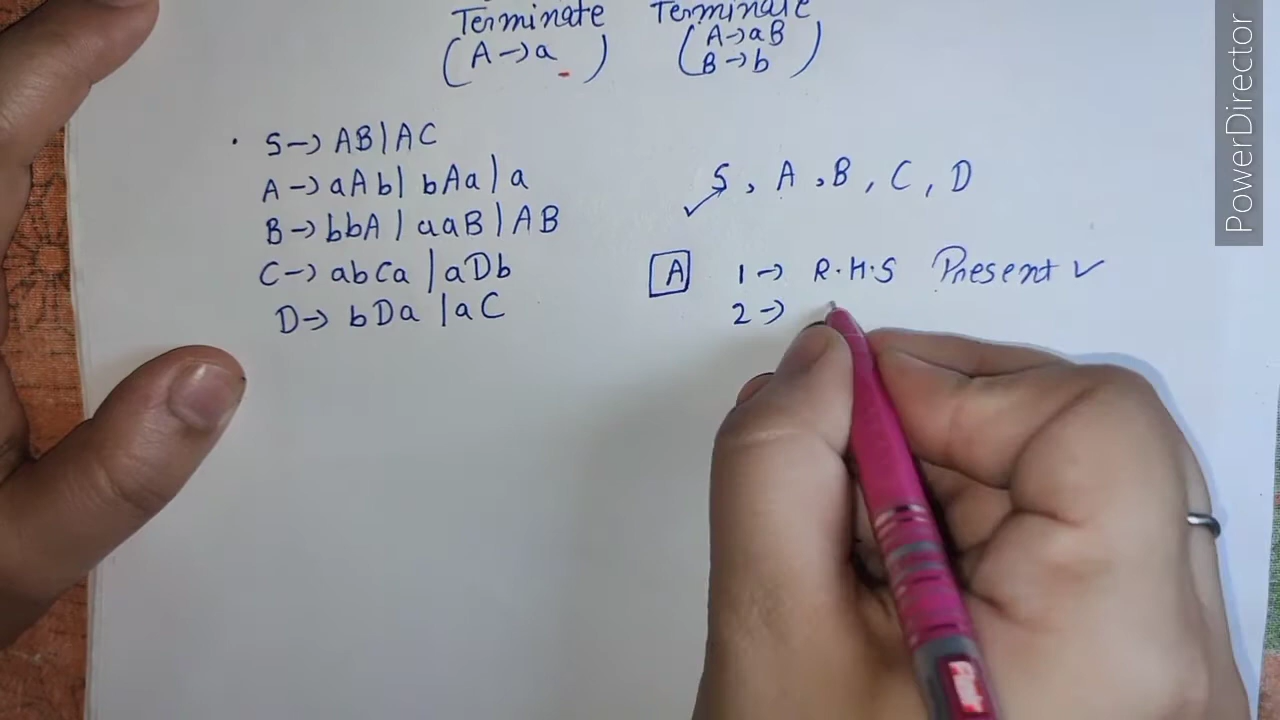 Terminate Terminate
(A→a) (A→aB
B→b)
. S→AB|AC
A→aAb|bAa|a
B→bbA|aaB|AB
C→abCa|aDb
D→bDa|aC
✓S, A, B, C, D
A 1→ R.H.S Present ✓
2→
PowerDirector